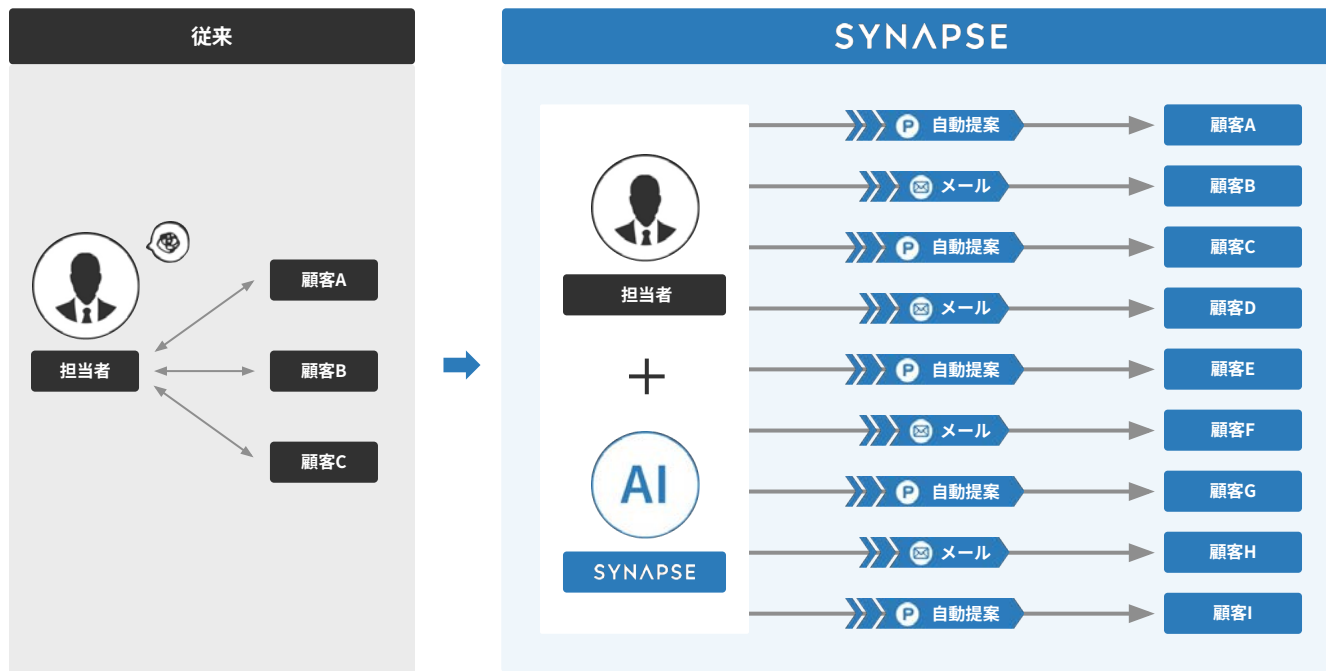 従来
担当者
顧客A
顧客B
顧客C
SYNAPSE
担当者
+
AI
SYNAPSE
P 自動提案
顧客A
メール
顧客B
P 自動提案
顧客C
メール
顧客D
P 自動提案
顧客E
メール
顧客F
P 自動提案
顧客G
メール
顧客H
P 自動提案
顧客I